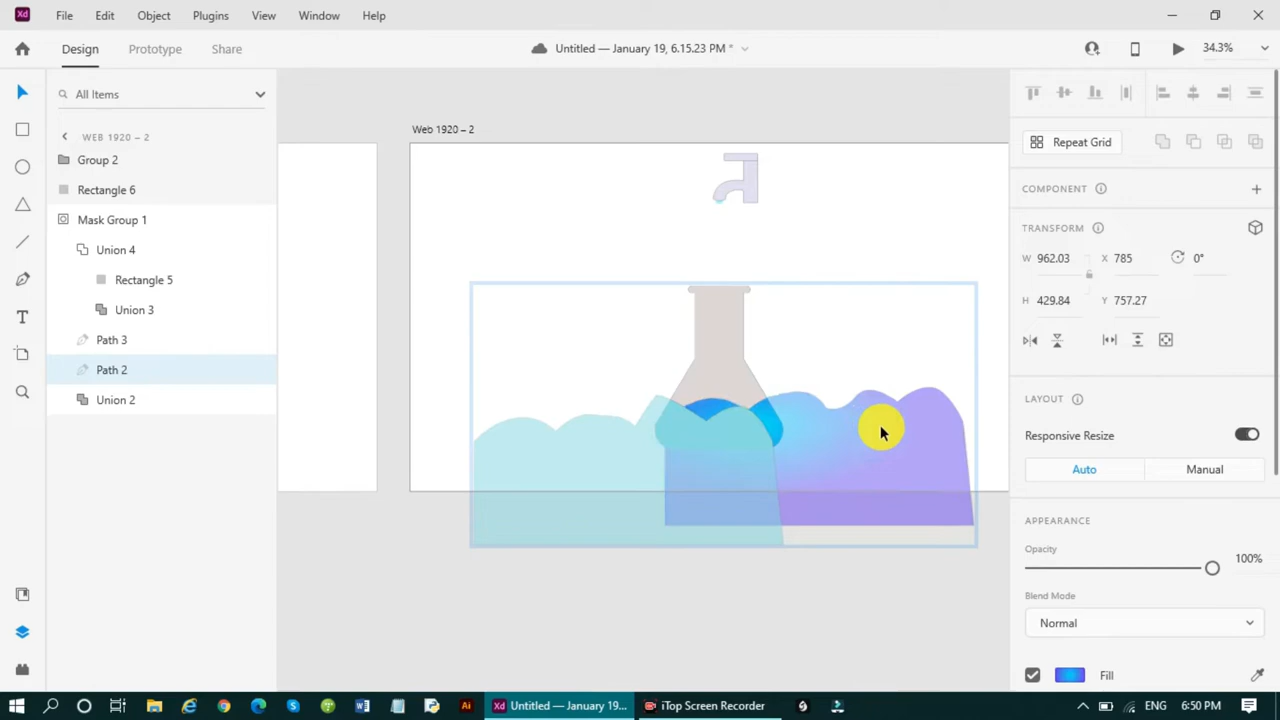 File Edit Object Plugins View Window Help
Design Prototype Share
Untitled — January 19, 6.15.23 PM *
34.3%
All Items
WEB 1920 – 2
Group 2
Rectangle 6
Mask Group 1
Union 4
Rectangle 5
Union 3
Path 3
Path 2
Union 2
Web 1920 – 2
Repeat Grid
COMPONENT
TRANSFORM
W 962.03 X 785 0°
H 429.84 Y 757.27
LAYOUT
Responsive Resize
Auto Manual
APPEARANCE
Opacity
100%
Blend Mode
Normal
Fill
Xd Untitled — January 19... iTop Screen Recorder ENG 6:50 PM